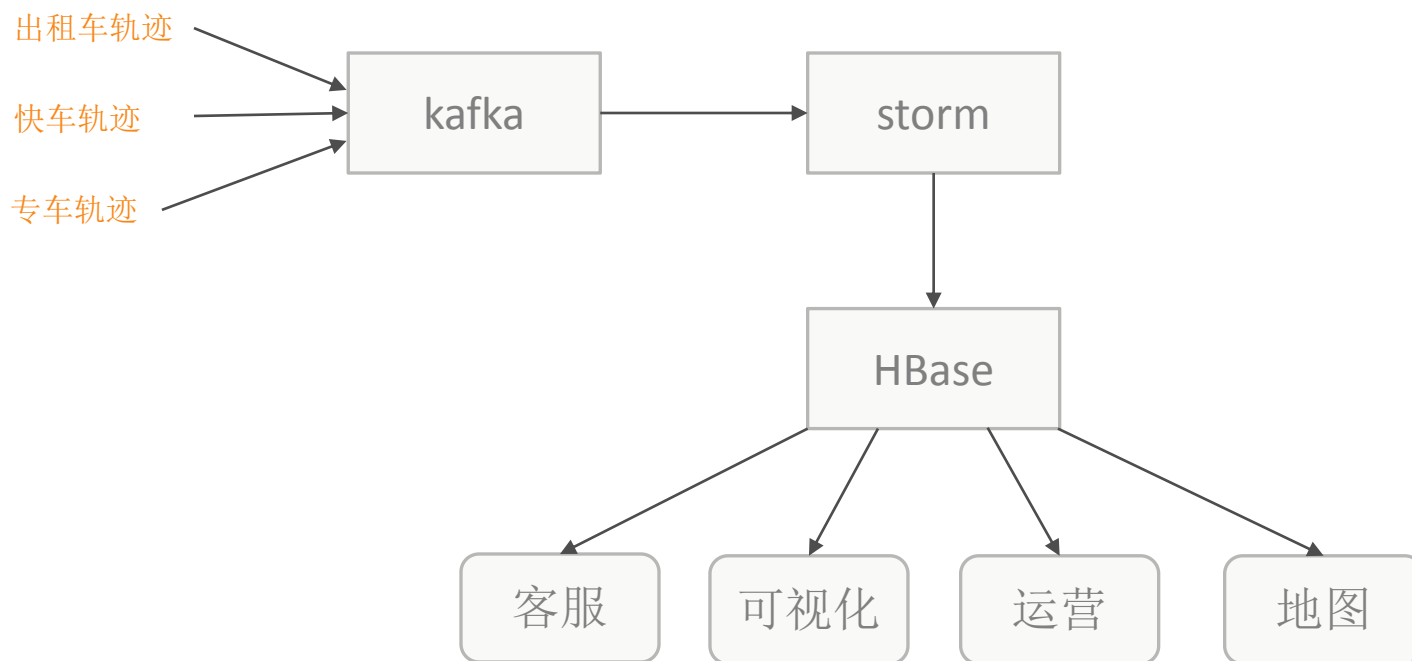 出租车轨迹
快车轨迹
专车轨迹
kafka
storm
HBase
客服
可视化
运营
地图